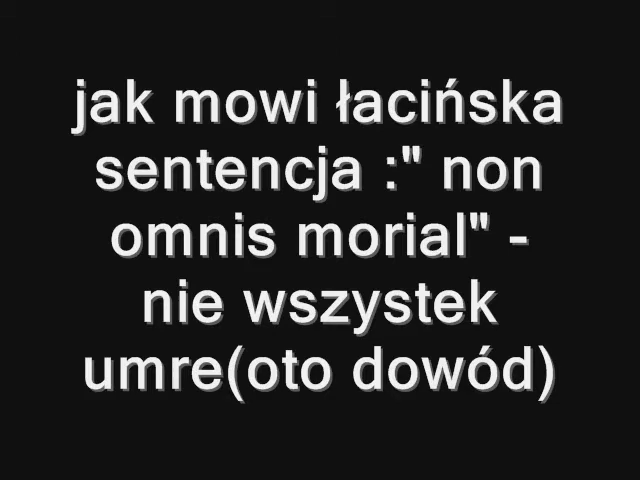 jak mowi łacińska
sentencja :" non
omnis morial" -
nie wszystek
umre(oto dowód)